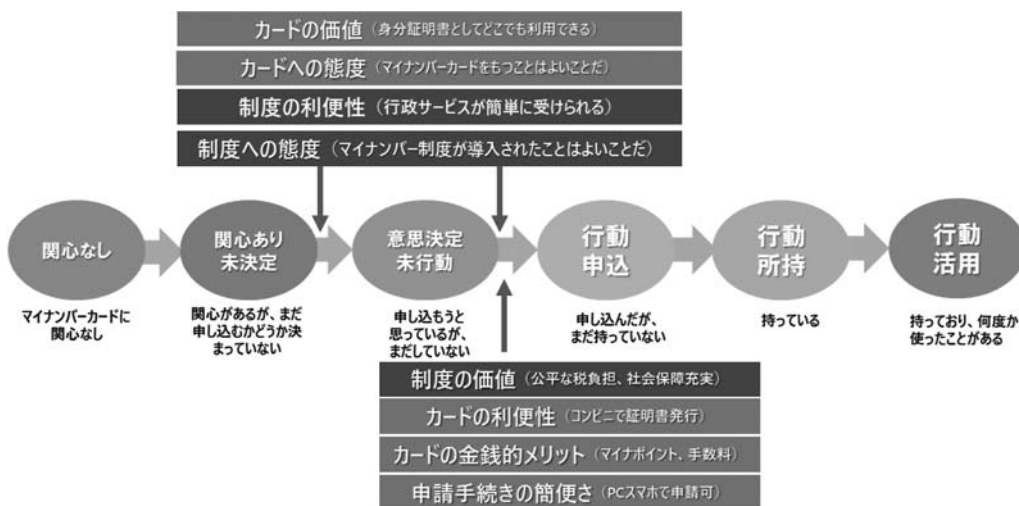 カードの価値（身分証明書としてどこでも利用できる）
カードへの態度（マイナンバーカードをもつことはよいことだ）
制度の利便性（行政サービスが簡単に受けられる）
制度への態度（マイナンバー制度が導入されたことはよいことだ）
関心なし
関心あり
未決定
意思決定
未行動
行動
申込
行動
所持
行動
活用
マイナンバーカードに
関心なし
関心があるが、まだ
申し込むかどうか決
まっていない
申し込もうと
思っているが、
まだしていない
申し込んだが、
まだ持っていない
持っている
持っており、何度か
使ったことがある
制度の価値（公平な税負担、社会保障充実）
カードの利便性（コンビニで証明書発行）
カードの金銭的メリット（マイナポイント、手数料）
申請手続きの簡便さ（PCスマホで申請可）